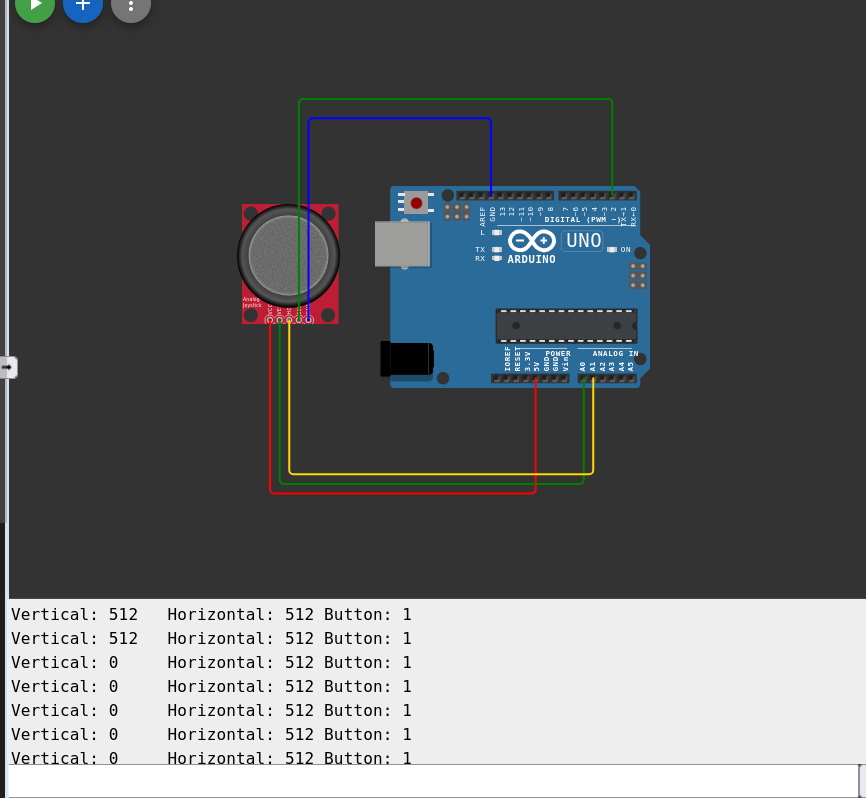 AREF
GND
13
12
~11
~10
~9
8
7
~6
~5
4
~3
2
TX→1
RX←0
DIGITAL (PWM ~)
L
TX
RX
UNO
ON
ARDUINO
Analog
Joystick
IOREF
RESET
3.3V
5V
GND
GND
Vin
POWER
ANALOG IN
A0
A1
A2
A3
A4
A5
Vertical: 512 Horizontal: 512 Button: 1
Vertical: 512 Horizontal: 512 Button: 1
Vertical: 0 Horizontal: 512 Button: 1
Vertical: 0 Horizontal: 512 Button: 1
Vertical: 0 Horizontal: 512 Button: 1
Vertical: 0 Horizontal: 512 Button: 1
Vertical: 0 Horizontal: 512 Button: 1